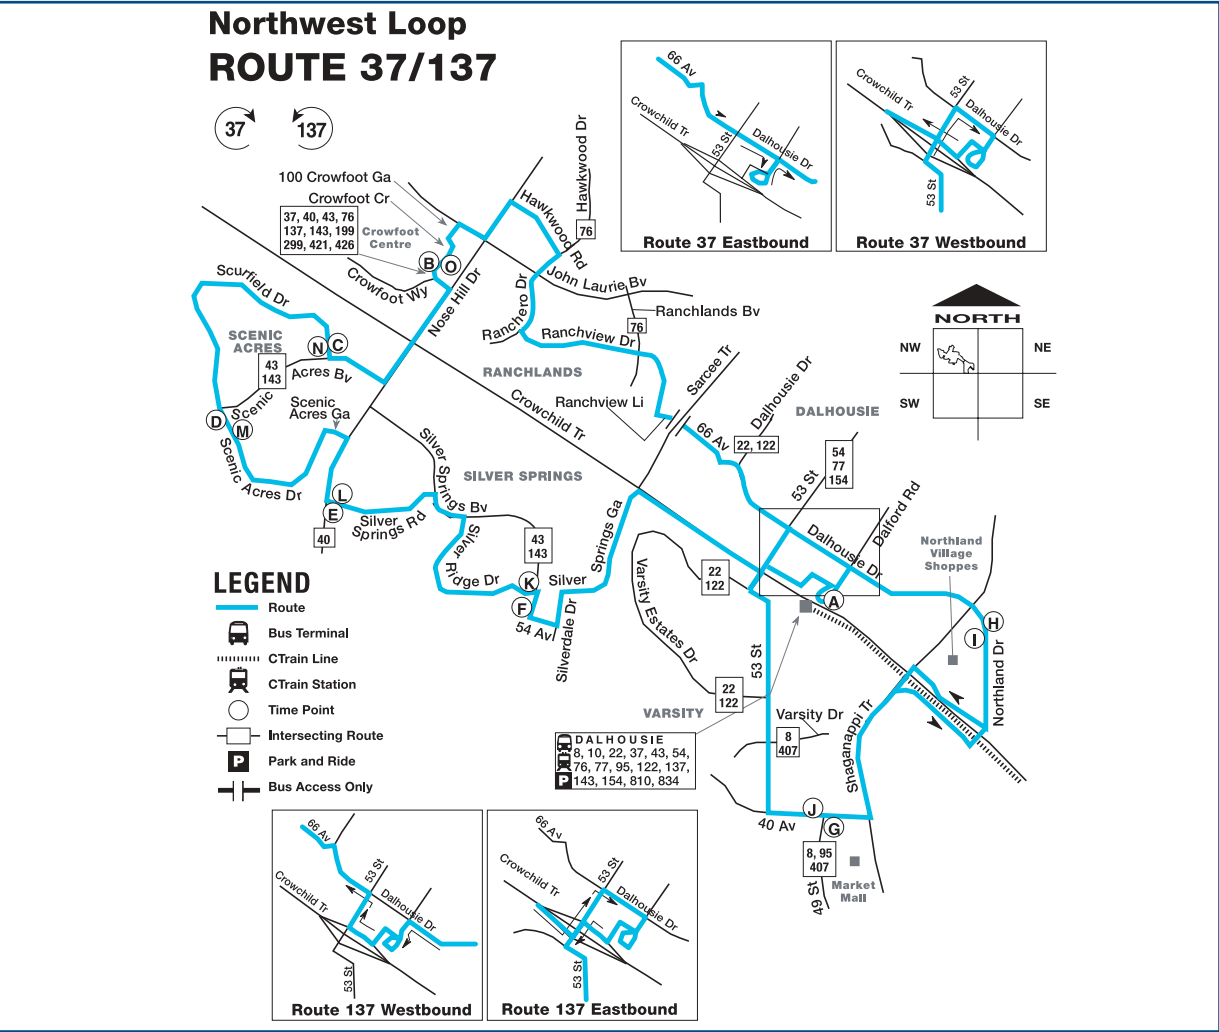 Northwest Loop
ROUTE 37/137
37
137
66 Av
Crowchild Tr
53 St
Dalhousie Dr
Route 37 Eastbound
53 St
Crowchild Tr
Dalhousie Dr
53 St
Route 37 Westbound
100 Crowfoot Ga
Crowfoot Cr
37, 40, 43, 76
137, 143, 199
299, 421, 426
Crowfoot
Centre
B
O
Crowfoot Wy
Nose Hill Dr
Hawkwood Dr
Hawkwood Rd
76
John Laurie Bv
Ranchlands Bv
76
Ranchero Dr
Ranchview Dr
RANCHLANDS
Ranchview Li
Sarcee Tr
Scurfield Dr
SCENIC
ACRES
N
C
43
143
Scenic Acres Bv
Scenic
Acres Ga
D
M
Scenic Acres Dr
L
E
40
Silver
Springs Rd
Silver
Springs Bv
SILVER SPRINGS
Crowchild Tr
43
143
Silver
Ridge Dr
K
F
54 Av
Silverdale Dr
Silver
Springs Ga
NORTH
NW
NE
SW
SE
Dalhousie Dr
DALHOUSIE
66 Av
22, 122
54
77
154
53 St
Dalford Rd
Dalhousie Dr
Northland
Village
Shoppes
22
122
Varsity Estates Dr
A
H
I
53 St
Northland Dr
22
122
VARSITY
Varsity Dr
8
407
Shaganappi Tr
DALHOUSIE
8, 10, 22, 37, 43, 54,
76, 77, 95, 122, 137,
P
143, 154, 810, 834
J
G
40 Av
8, 95
407
49 St
Market
Mall
LEGEND
Route
Bus Terminal
CTrain Line
CTrain Station
Time Point
Intersecting Route
P
Park and Ride
Bus Access Only
66 Av
53 St
Crowchild Tr
Dalhousie Dr
53 St
Route 137 Westbound
66 Av
53 St
Crowchild Tr
Dalhousie Dr
53 St
Route 137 Eastbound